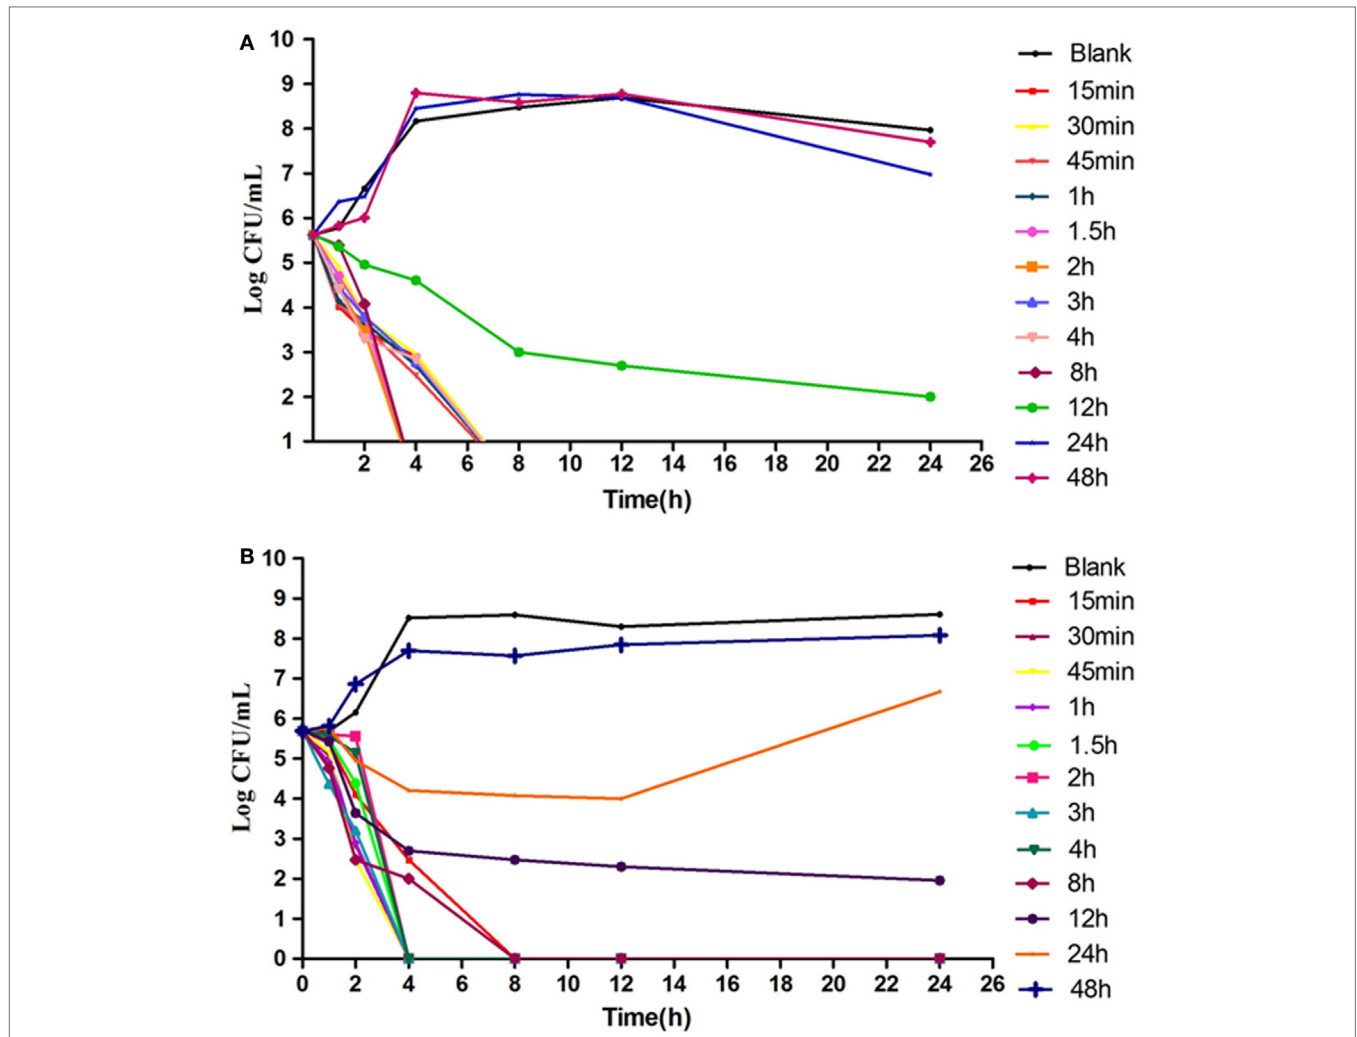 A
10
9
8
7
6
5
4
3
2
1
Log CFU/mL
2 4 6 8 10 12 14 16 18 20 22 24 26
Time(h)
Blank
15min
30min
45min
1h
1.5h
2h
3h
4h
8h
12h
24h
48h
B
10
9
8
7
6
5
4
3
2
1
0
Log CFU/mL
0 2 4 6 8 10 12 14 16 18 20 22 24 26
Time(h)
Blank
15min
30min
45min
1h
1.5h
2h
3h
4h
8h
12h
24h
48h